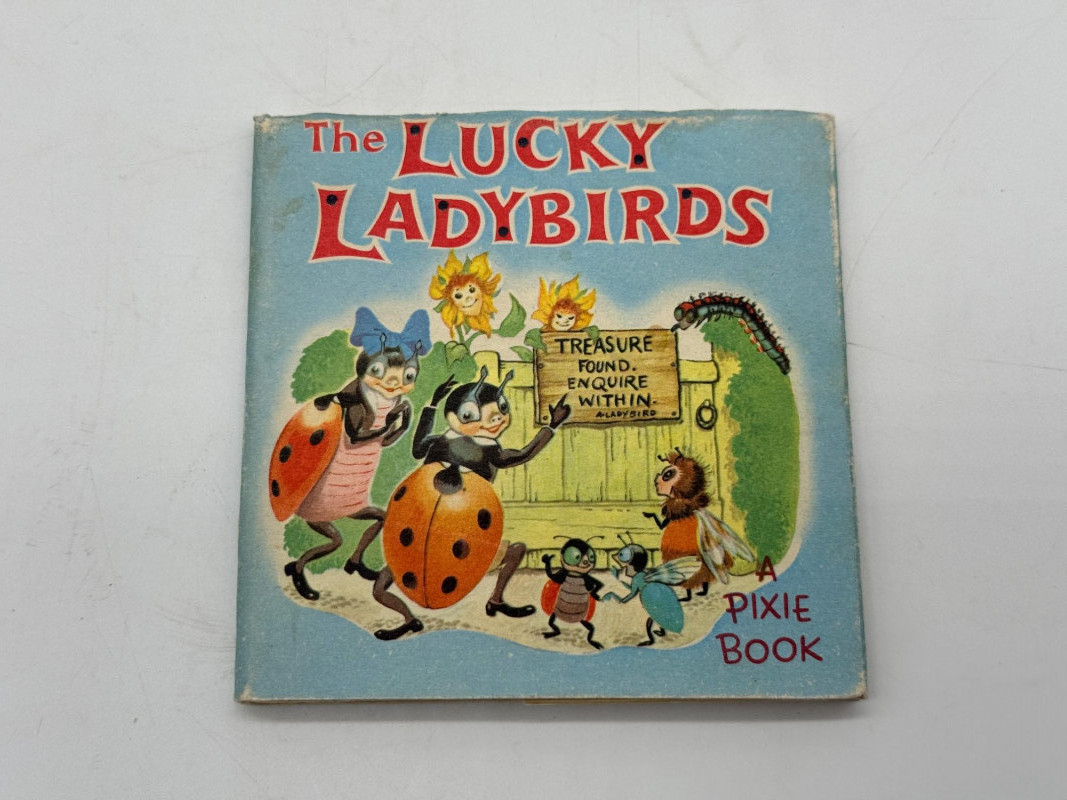 The LUCKY
LADYBIRDS
TREASURE
FOUND.
ENQUIRE
WITHIN.
A. LADYBIRD
A
PIXIE
BOOK